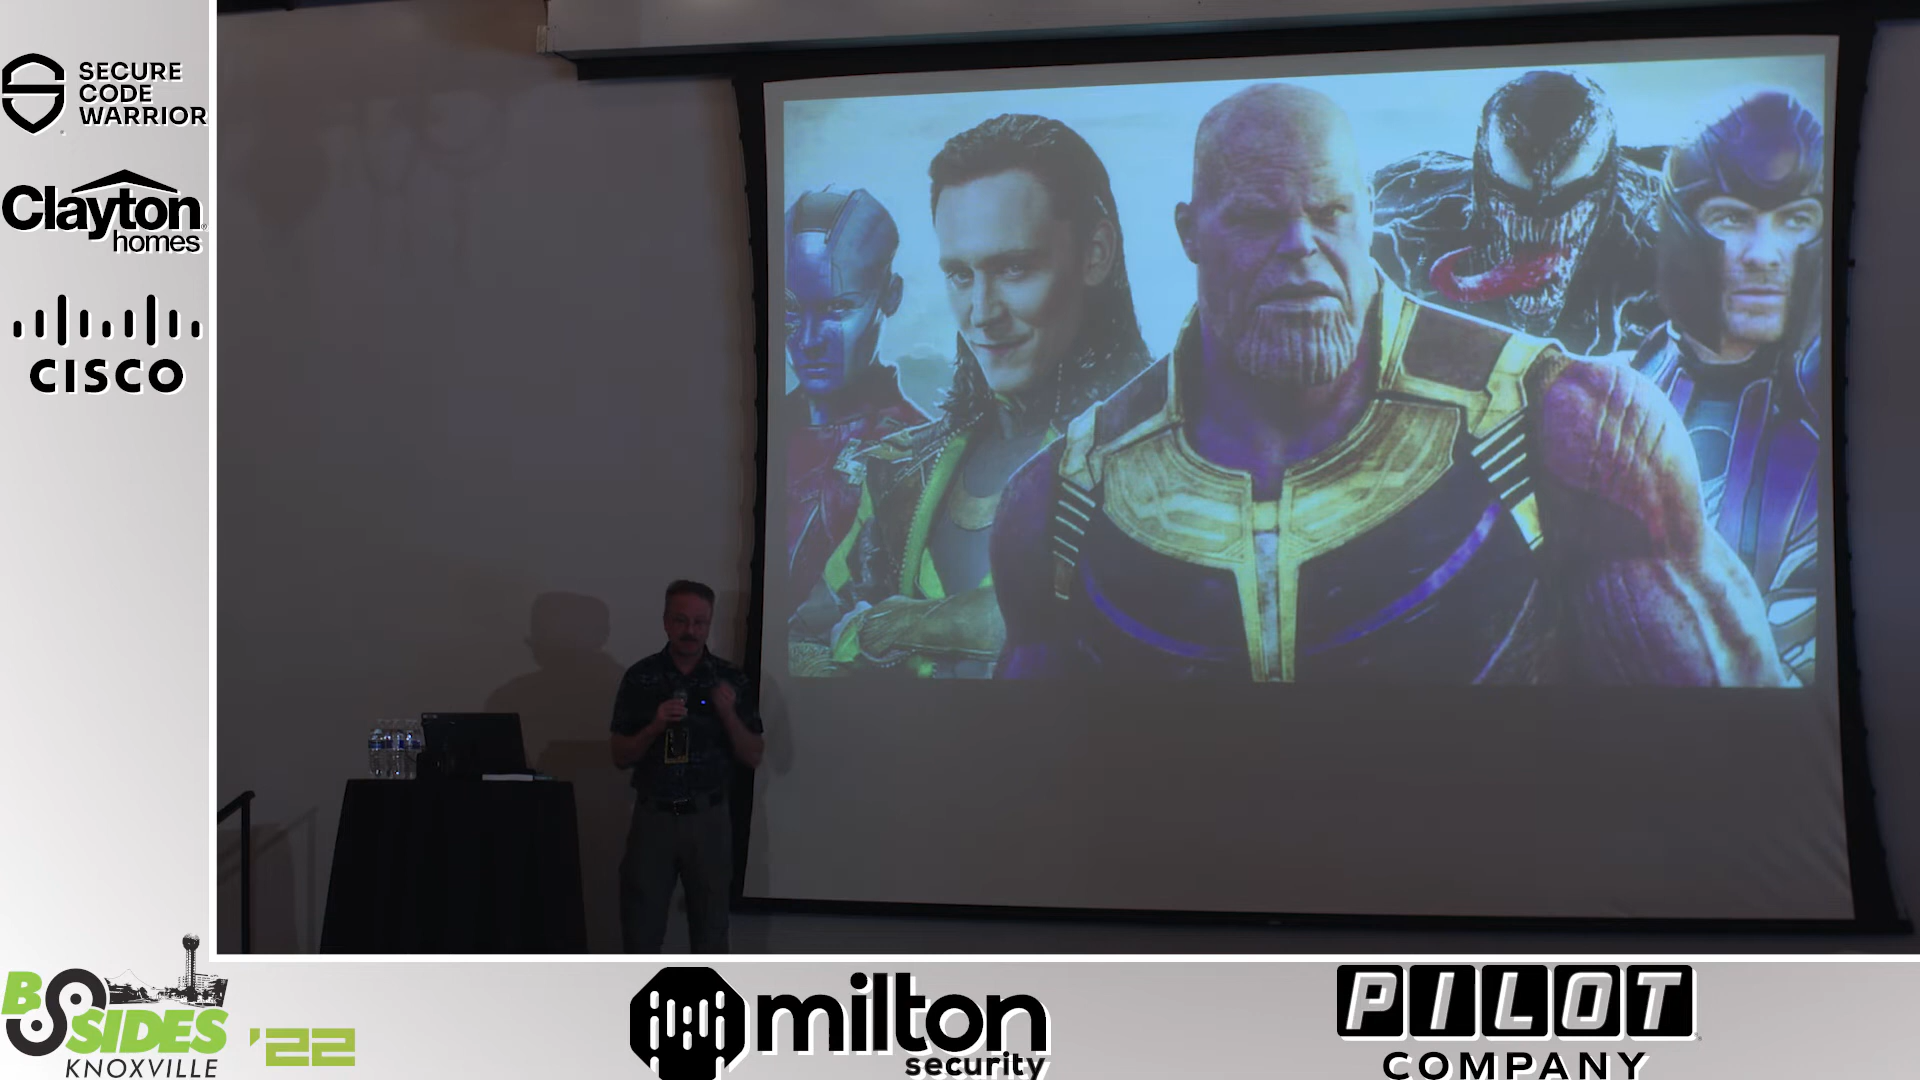 SECURE
CODE
WARRIOR
Clayton
homes
CISCO
BSIDES
KNOXVILLE
'22
milton
security
PILOT
COMPANY